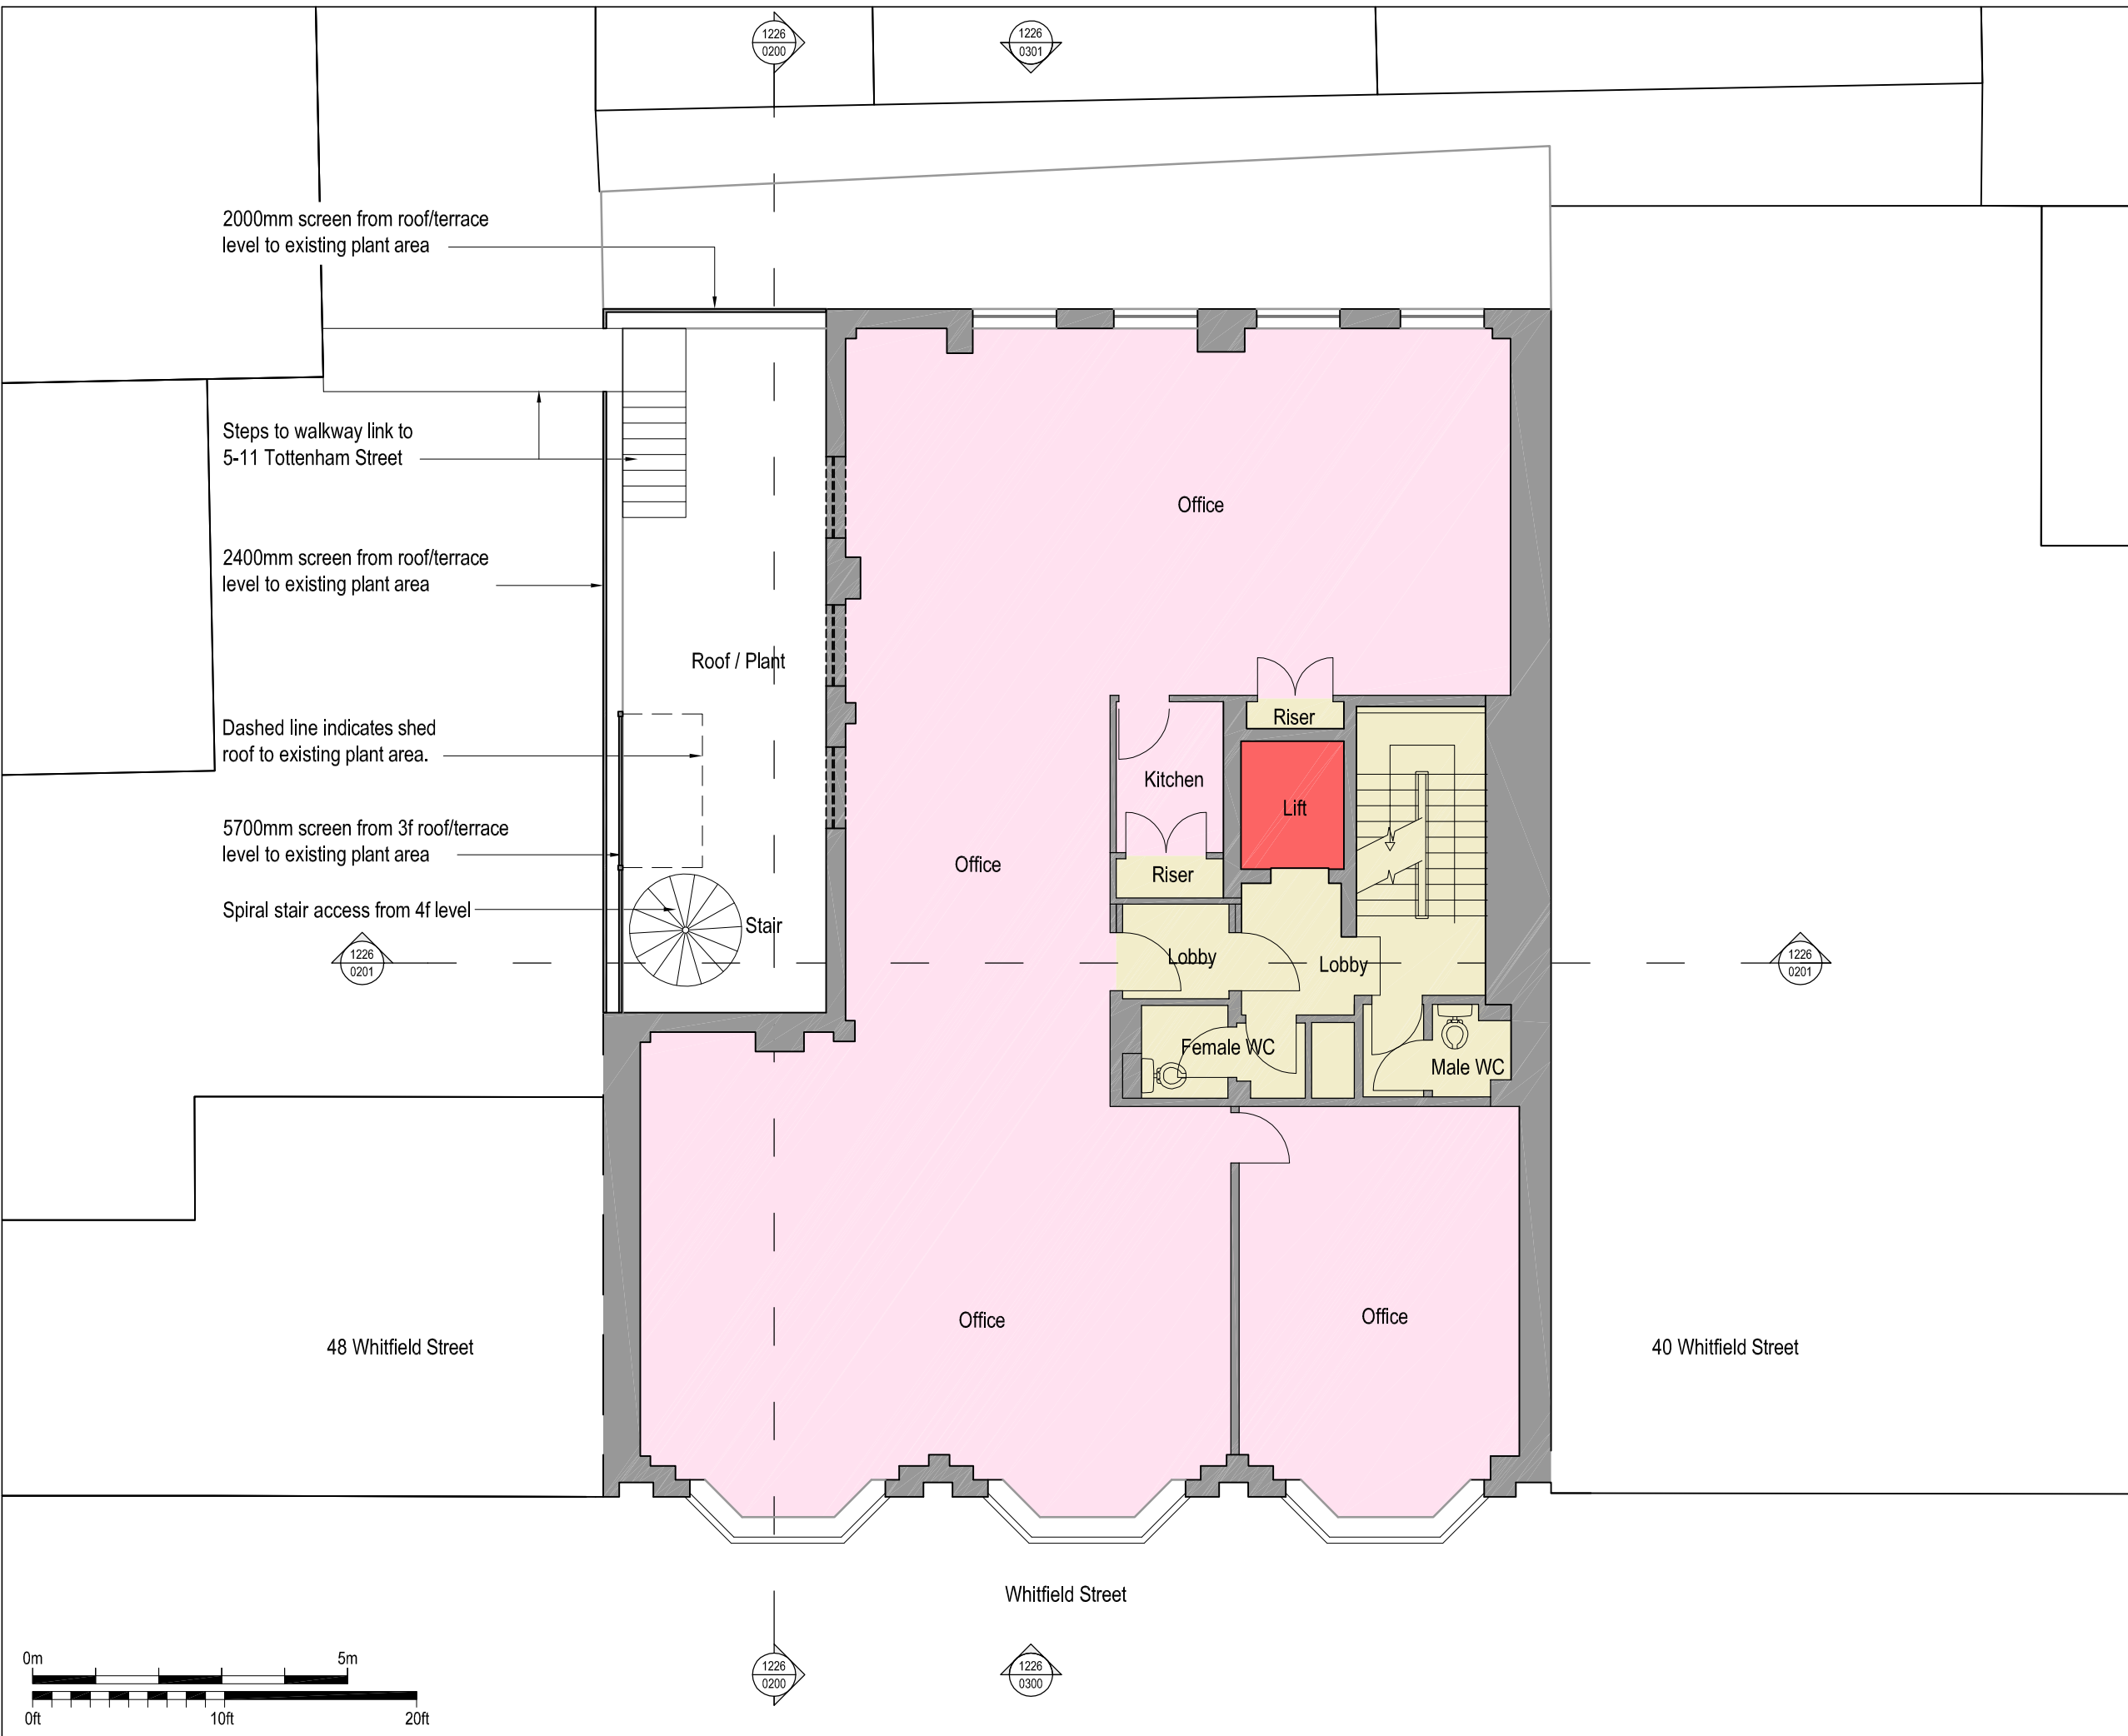 1226
0200
1226
0301
2000mm screen from roof/terrace
level to existing plant area
Steps to walkway link to
5-11 Tottenham Street
Office
2400mm screen from roof/terrace
level to existing plant area
Roof / Plant
Riser
Dashed line indicates shed
roof to existing plant area.
Kitchen
Lift
5700mm screen from 3f roof/terrace
level to existing plant area
Office
Riser
Spiral stair access from 4f level
Stair
1226
0201
Lobby
Lobby
1226
0201
Female WC
Male WC
Office
Office
48 Whitfield Street
40 Whitfield Street
Whitfield Street
0m
5m
1226
0200
1226
0300
0ft
10ft
20ft